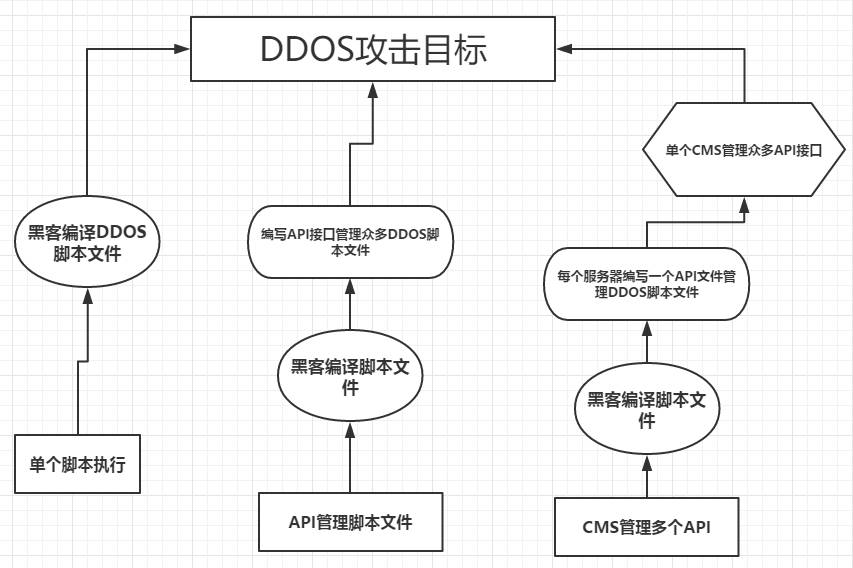 DDOS攻击目标
单个CMS管理众多API接口
黑客编译DDOS
脚本文件
编写API接口管理众多DDOS脚
本文件
每个服务器编写一个API文件管
理DDOS脚本文件
黑客编译脚本文
件
黑客编译脚本文
件
单个脚本执行
API管理脚本文件
CMS管理多个API